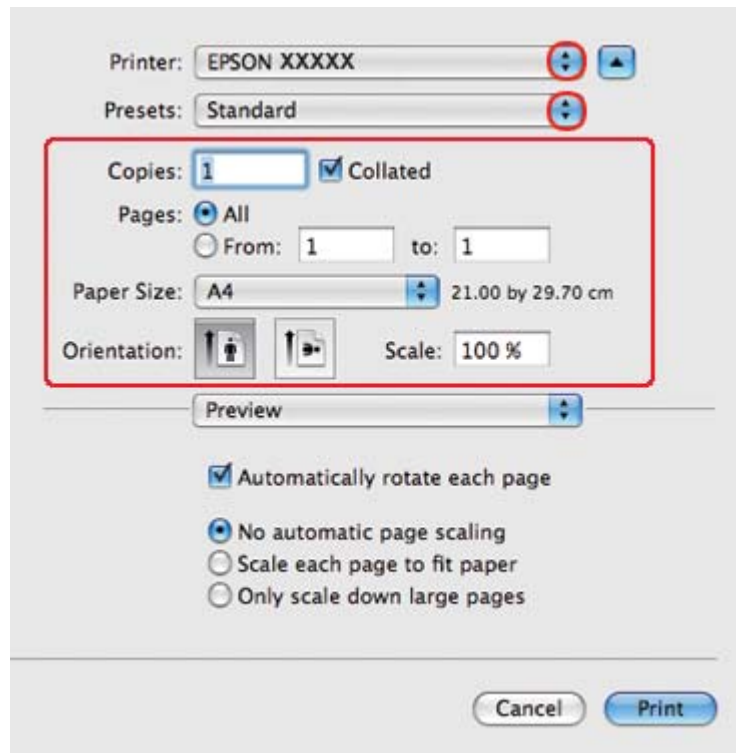 Printer: EPSON XXXXX
Presets: Standard
Copies: 1 Collated
Pages: All
From: 1 to: 1
Paper Size: A4 21.00 by 29.70 cm
Orientation: Scale: 100 %
Preview
Automatically rotate each page
No automatic page scaling
Scale each page to fit paper
Only scale down large pages
Cancel Print